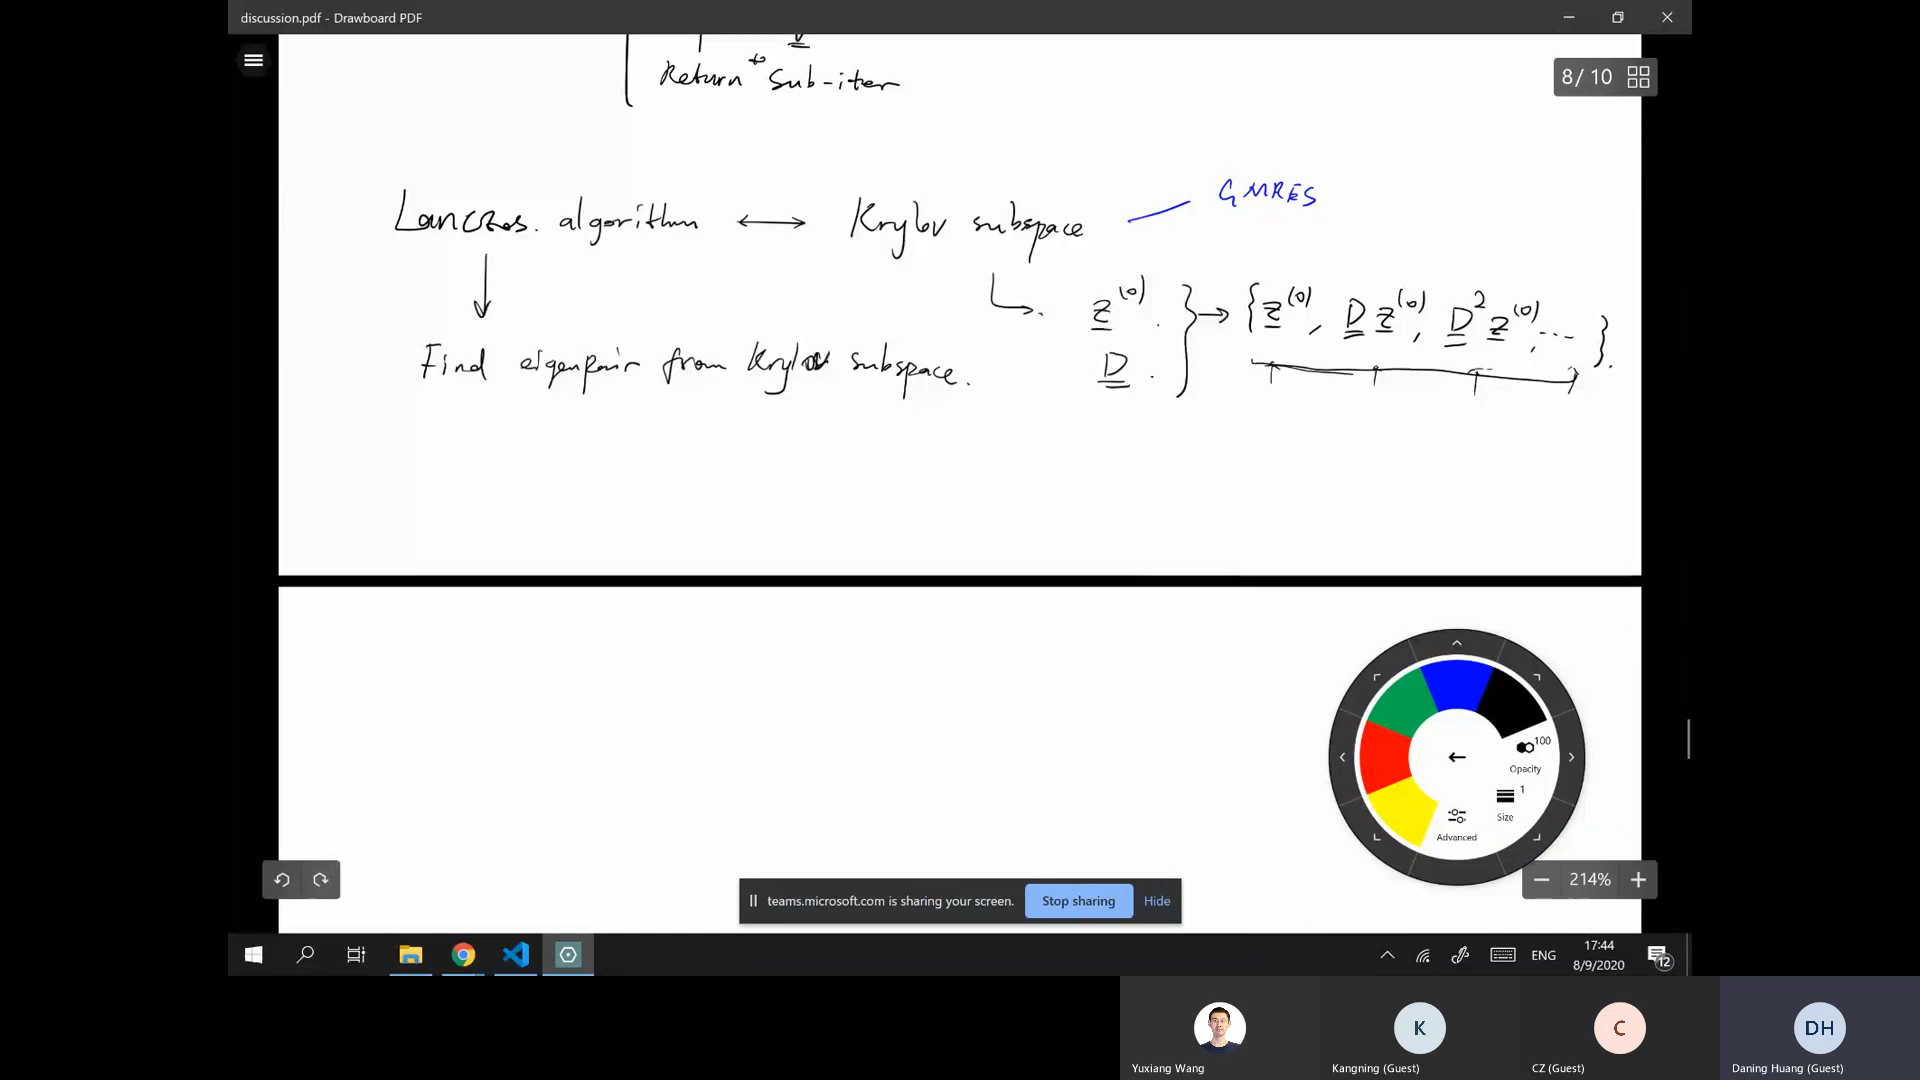 discussion.pdf - Drawboard PDF
8 / 10
Return to Sub-iter
GMRES
Lanczos. algorithm ⟷ Krylov subspace
z^(0) . } → { z^(0), D z^(0), D^2 z^(0), ... }.
D .
Find eigenpair from Krylov subspace.
100
Opacity
1
Size
Advanced
214%
teams.microsoft.com is sharing your screen. Stop sharing Hide
ENG
17:44
8/9/2020
12
K
C
DH
Yuxiang Wang
Kangning (Guest)
CZ (Guest)
Daning Huang (Guest)